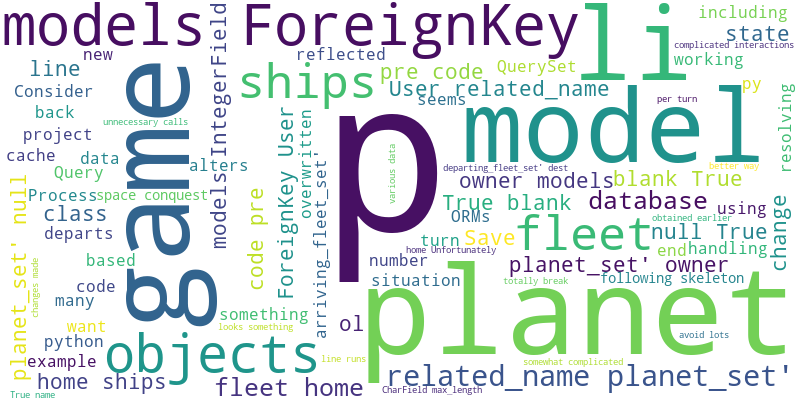 models
ForeignKey
li
including
state
complicated interactions
working
new
reflected
line
Consider
ships
pre code
QuerySet
User related_name
seems
per turn
py
back
unnecessary calls
project
cache
data
Query
alters
game
models IntegerField
ForeignKey User
overwritten
various data
p
model
resolving
departing_fleet_set' dest
better way
owner models
blank True
Process
space conquest
class
departs
True blank
database
ORMs
using
obtained earlier
code pre
arriving_fleet_set'
turn
Save
fleet
null True
change
number
end
handling
based
home Unfortunately
planet_set' owner
situation
totally break
following skeleton
planet_set' null
changes made
code
many
something
want
looks something
ol
planet
python
avoid lots
example
objects
line runs
somewhat complicated
home ships
fleet home
related_name planet_set'
True name
CharField max_length